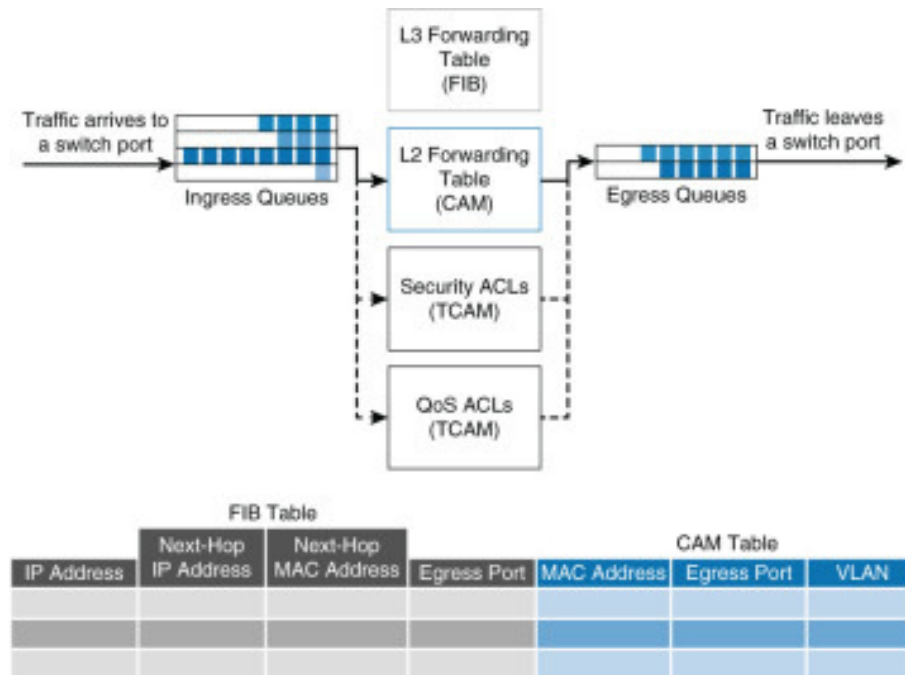 L3 Forwarding
Table
(FIB)
Traffic arrives to
a switch port
Ingress Queues
L2 Forwarding
Table
(CAM)
Traffic leaves
a switch port
Egress Queues
Security ACLs
(TCAM)
QoS ACLs
(TCAM)
FIB Table
CAM Table
IP Address
Next-Hop
IP Address
Next-Hop
MAC Address
Egress Port
MAC Address
Egress Port
VLAN